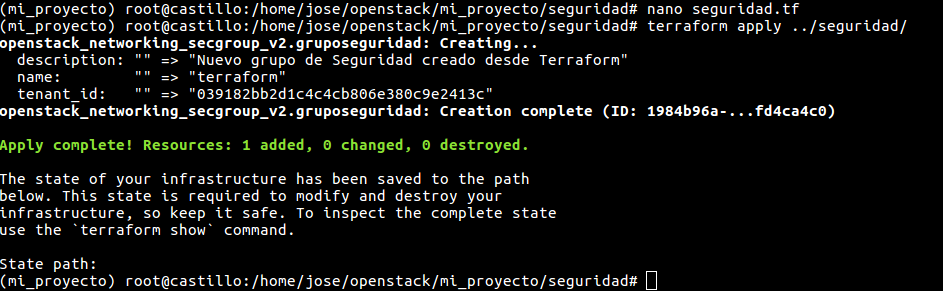 (mi_proyecto) root@castillo:/home/jose/openstack/mi_proyecto/seguridad# nano seguridad.tf
(mi_proyecto) root@castillo:/home/jose/openstack/mi_proyecto/seguridad# terraform apply ../seguridad/
openstack_networking_secgroup_v2.gruposeguridad: Creating...
  description: "" => "Nuevo grupo de Seguridad creado desde Terraform"
  name:        "" => "terraform"
  tenant_id:   "" => "039182bb2d1c4c4cb806e380c9e2413c"
openstack_networking_secgroup_v2.gruposeguridad: Creation complete (ID: 1984b96a-...fd4ca4c0)

Apply complete! Resources: 1 added, 0 changed, 0 destroyed.

The state of your infrastructure has been saved to the path
below. This state is required to modify and destroy your
infrastructure, so keep it safe. To inspect the complete state
use the `terraform show` command.

State path:
(mi_proyecto) root@castillo:/home/jose/openstack/mi_proyecto/seguridad#